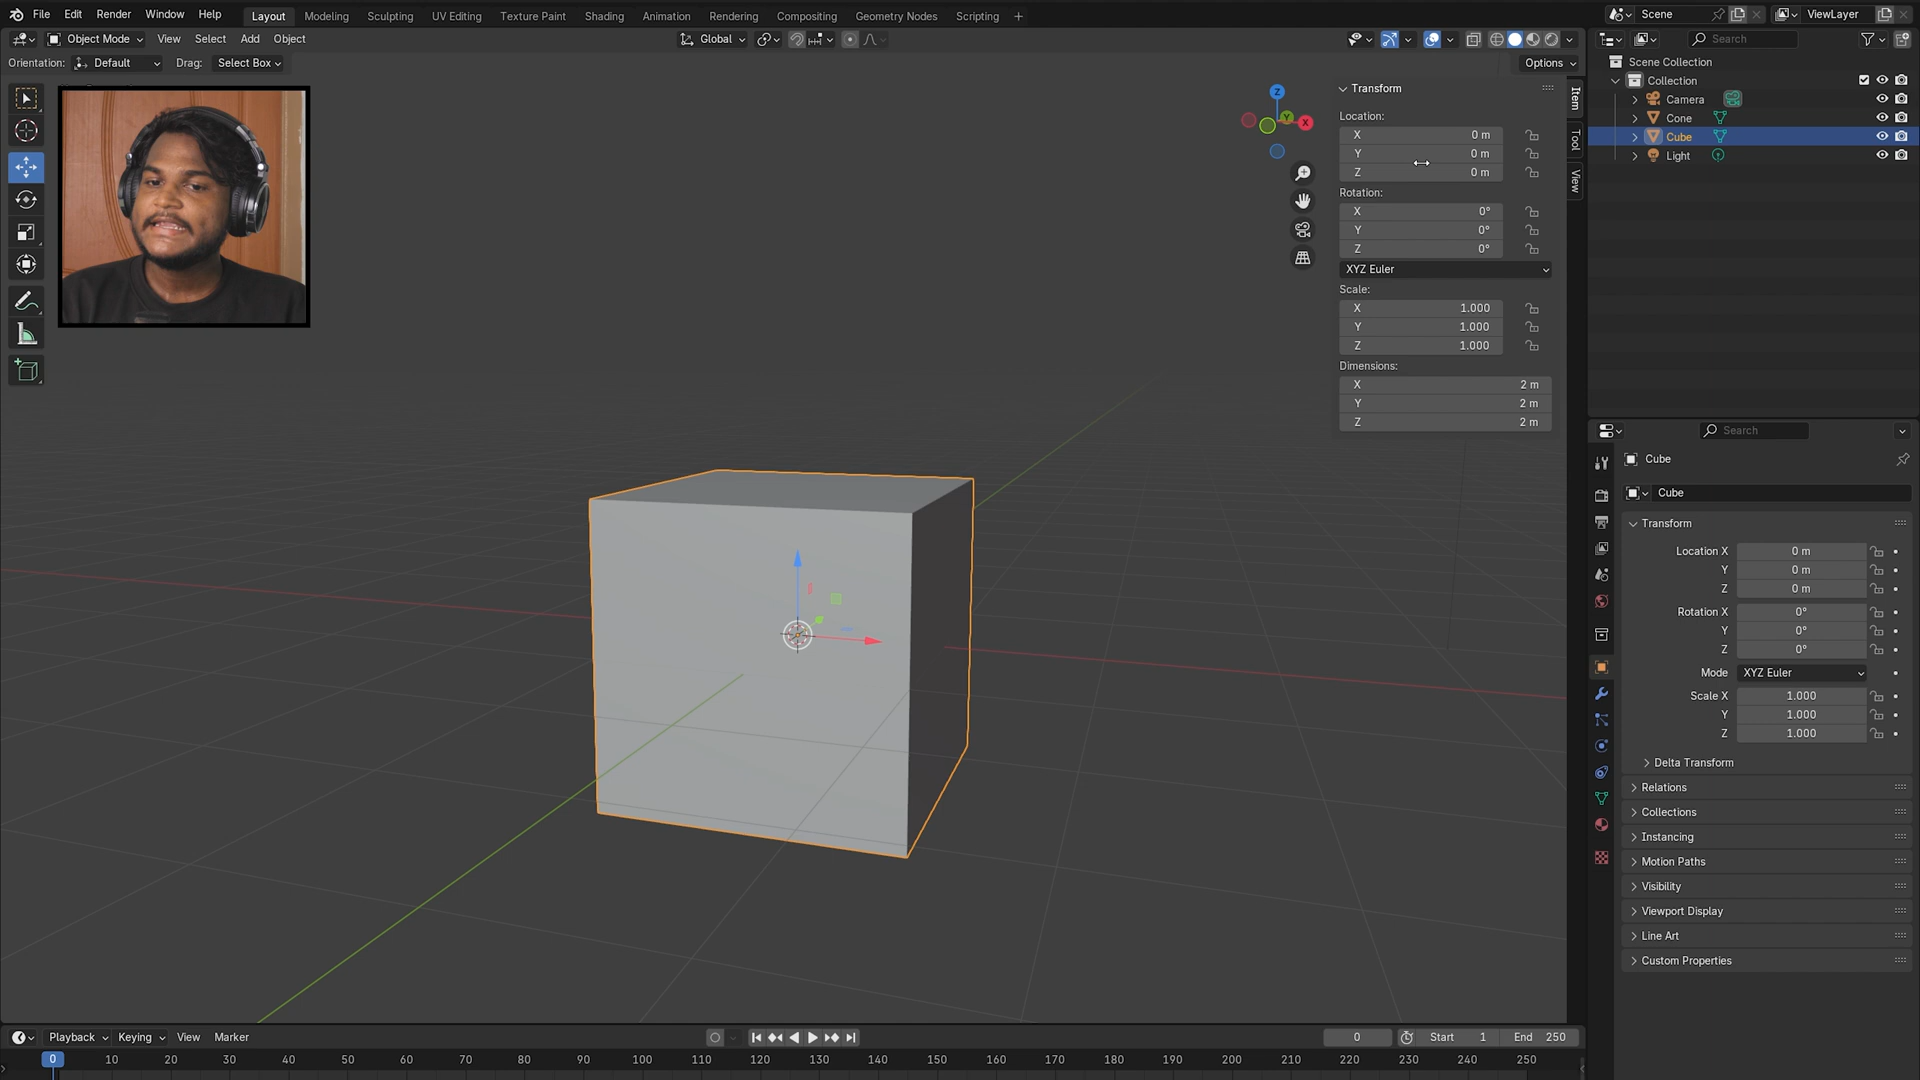 File Edit Render Window Help Layout Modeling Sculpting UV Editing Texture Paint Shading Animation Rendering Compositing Geometry Nodes Scripting + Scene ViewLayer
Object Mode View Select Add Object Global Search
Orientation: Default Drag: Select Box Options
Scene Collection
Collection
Camera
Cone
Cube
Light
Z
Y
X
Transform
Location:
X 0 m
Y 0 m
Z 0 m
Rotation:
X 0°
Y 0°
Z 0°
XYZ Euler
Scale:
X 1.000
Y 1.000
Z 1.000
Dimensions:
X 2 m
Y 2 m
Z 2 m
Item
Tool
View
Search
Cube
Cube
Transform
Location X 0 m
Y 0 m
Z 0 m
Rotation X 0°
Y 0°
Z 0°
Mode XYZ Euler
Scale X 1.000
Y 1.000
Z 1.000
Delta Transform
Relations
Collections
Instancing
Motion Paths
Visibility
Viewport Display
Line Art
Custom Properties
Playback Keying View Marker 0 Start 1 End 250
0 10 20 30 40 50 60 70 80 90 100 110 120 130 140 150 160 170 180 190 200 210 220 230 240 250